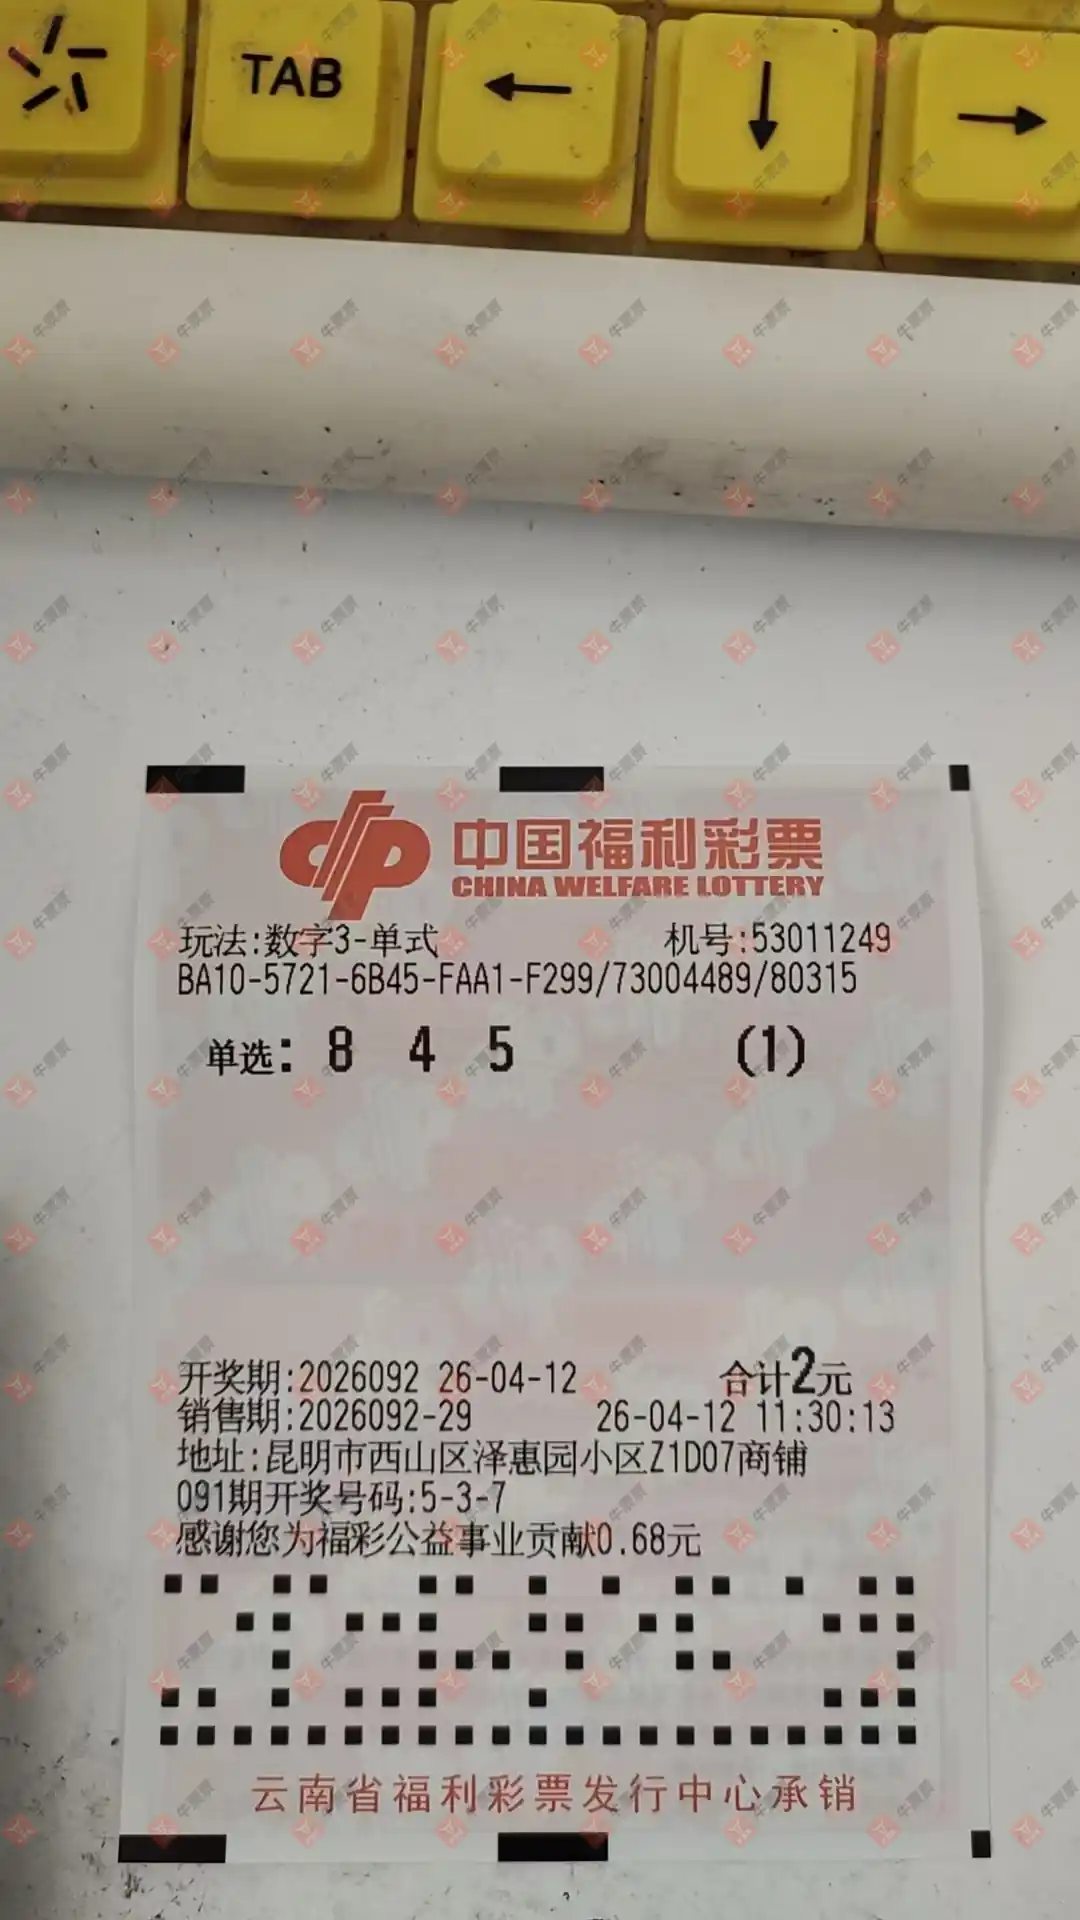 TAB
中国福利彩票
CHINA WELFARE LOTTERY
玩法:数字3-单式 机号:53011249
BA10-5721-6B45-FAA1-F299/73004489/80315
单选: 8 4 5 (1)
开奖期:2026092 26-04-12 合计2元
销售期:2026092-29 26-04-12 11:30:13
地址:昆明市西山区泽惠园小区Z1D07商铺
091期开奖号码:5-3-7
感谢您为福彩公益事业贡献0.68元
云南省福利彩票发行中心承销
牛票票